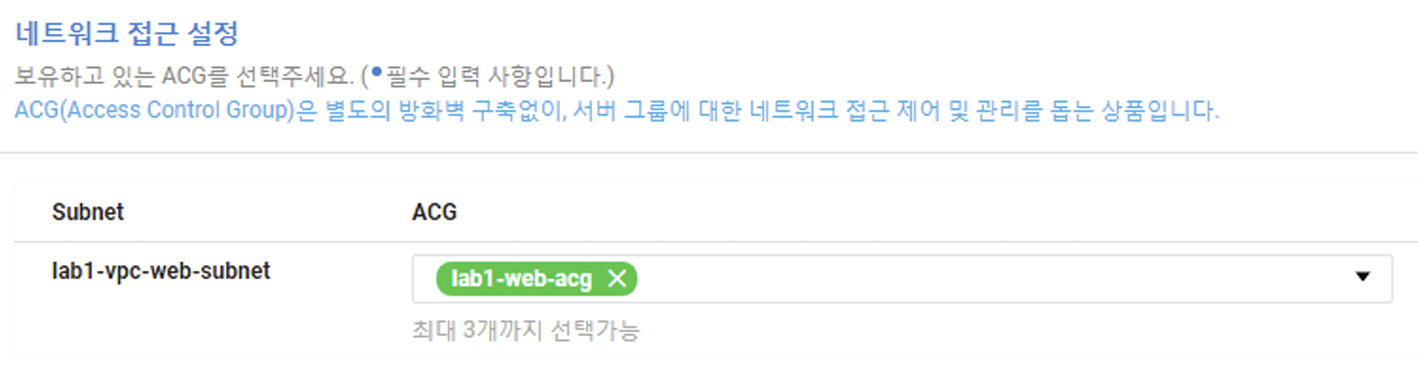 네트워크 접근 설정
보유하고 있는 ACG를 선택주세요. (•필수 입력 사항입니다.)
ACG(Access Control Group)은 별도의 방화벽 구축없이, 서버 그룹에 대한 네트워크 접근 제어 및 관리를 돕는 상품입니다.
Subnet ACG
lab1-vpc-web-subnet lab1-web-acg ×
최대 3개까지 선택가능